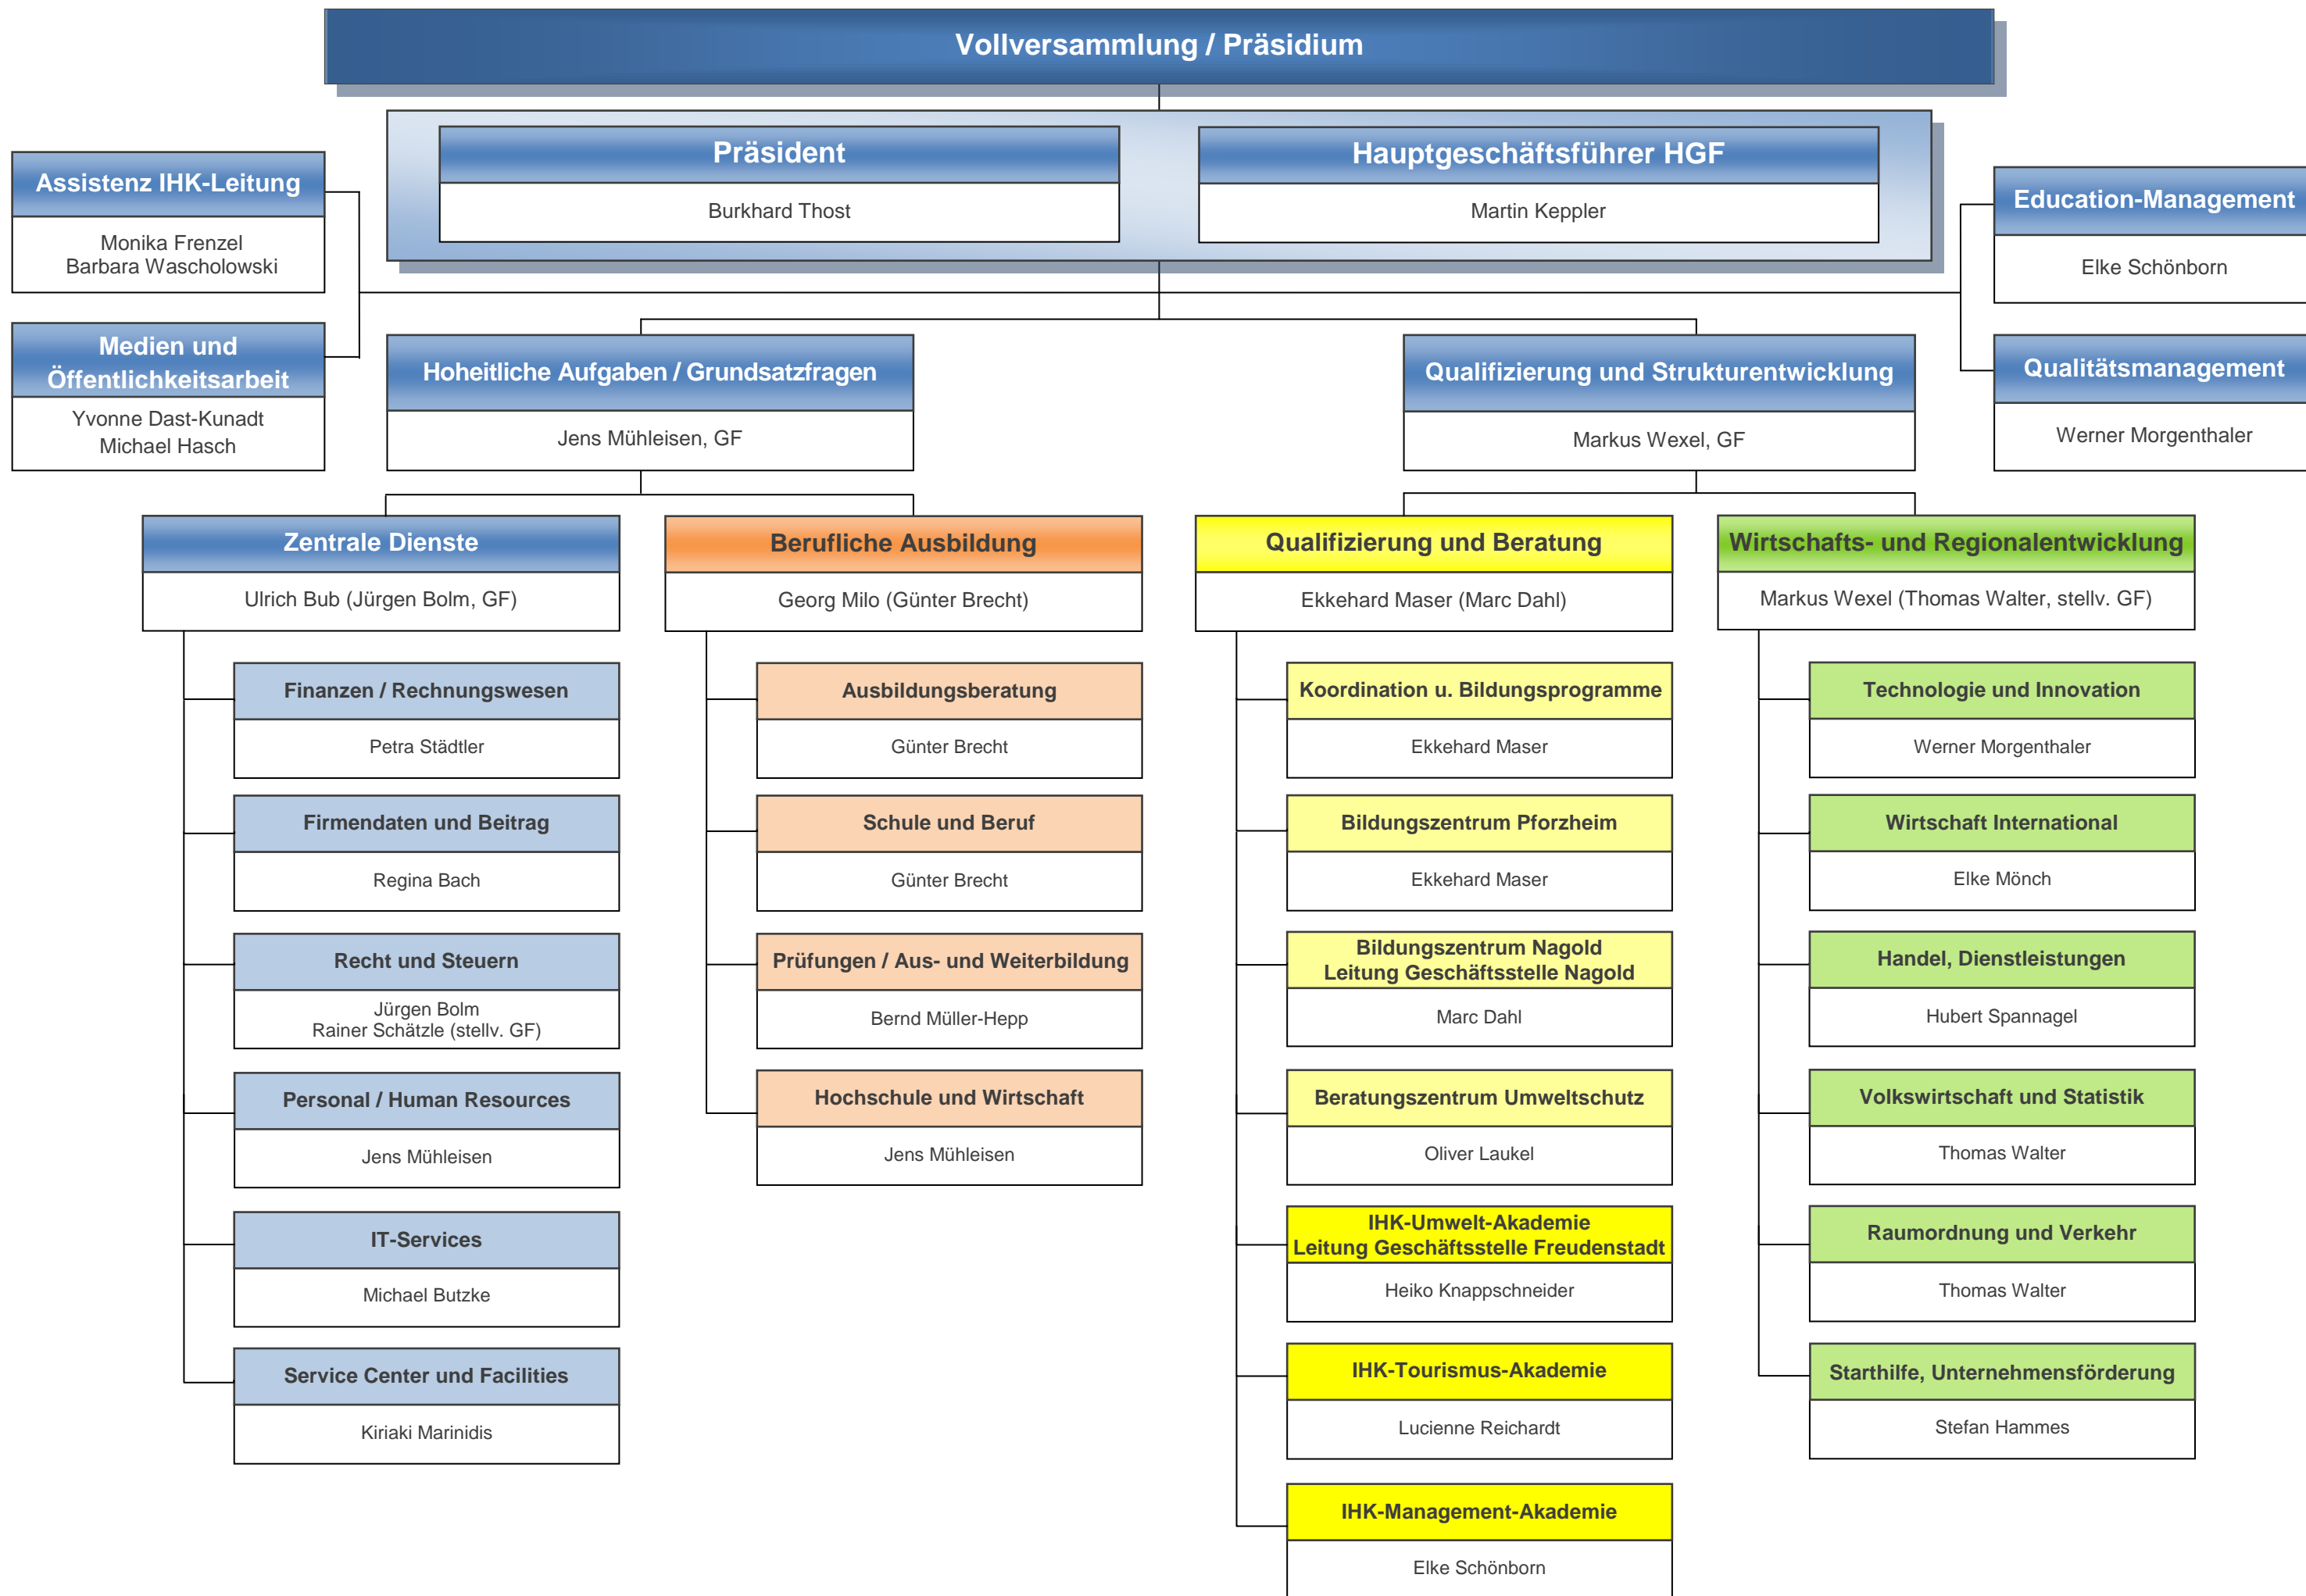 Vollversammlung / Präsidium
Präsident
Burkhard Thost
Hauptgeschäftsführer HGF
Martin Keppler
Assistenz IHK-Leitung
Monika Frenzel
Barbara Wascholowski
Education-Management
Elke Schönborn
Medien und
Öffentlichkeitsarbeit
Yvonne Dast-Kunadt
Michael Hasch
Hoheitliche Aufgaben / Grundsatzfragen
Jens Mühleisen, GF
Qualifizierung und Strukturentwicklung
Markus Wexel, GF
Qualitätsmanagement
Werner Morgenthaler
Zentrale Dienste
Ulrich Bub (Jürgen Bolm, GF)
Finanzen / Rechnungswesen
Petra Städtler
Firmendaten und Beitrag
Regina Bach
Recht und Steuern
Jürgen Bolm
Rainer Schätzle (stellv. GF)
Personal / Human Resources
Jens Mühleisen
IT-Services
Michael Butzke
Service Center und Facilities
Kiriaki Marinidis
Berufliche Ausbildung
Georg Milo (Günter Brecht)
Ausbildungsberatung
Günter Brecht
Schule und Beruf
Günter Brecht
Prüfungen / Aus- und Weiterbildung
Bernd Müller-Hepp
Hochschule und Wirtschaft
Jens Mühleisen
Qualifizierung und Beratung
Ekkehard Maser (Marc Dahl)
Koordination u. Bildungsprogramme
Ekkehard Maser
Bildungszentrum Pforzheim
Ekkehard Maser
Bildungszentrum Nagold
Leitung Geschäftsstelle Nagold
Marc Dahl
Beratungszentrum Umweltschutz
Oliver Laukel
IHK-Umwelt-Akademie
Leitung Geschäftsstelle Freudenstadt
Heiko Knappschneider
IHK-Tourismus-Akademie
Lucienne Reichardt
IHK-Management-Akademie
Elke Schönborn
Wirtschafts- und Regionalentwicklung
Markus Wexel (Thomas Walter, stellv. GF)
Technologie und Innovation
Werner Morgenthaler
Wirtschaft International
Elke Mönch
Handel, Dienstleistungen
Hubert Spannagel
Volkswirtschaft und Statistik
Thomas Walter
Raumordnung und Verkehr
Thomas Walter
Starthilfe, Unternehmensförderung
Stefan Hammes